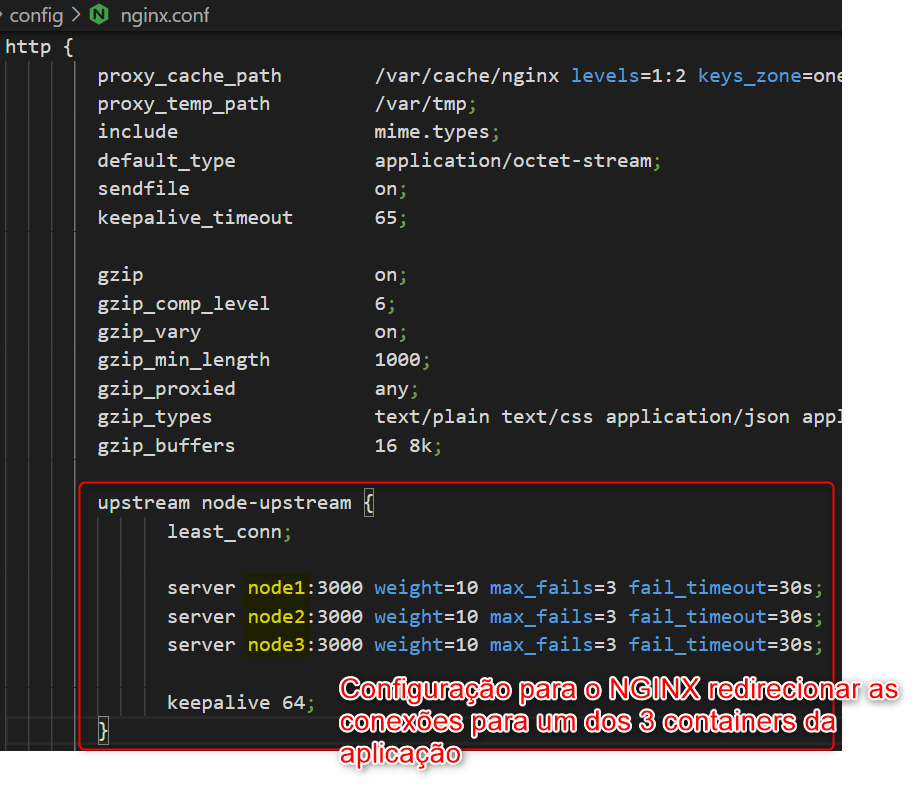 config > nginx.conf
http {
proxy_cache_path /var/cache/nginx levels=1:2 keys_zone=one
proxy_temp_path /var/tmp;
include mime.types;
default_type application/octet-stream;
sendfile on;
keepalive_timeout 65;
gzip on;
gzip_comp_level 6;
gzip_vary on;
gzip_min_length 1000;
gzip_proxied any;
gzip_types text/plain text/css application/json appl
gzip_buffers 16 8k;
upstream node-upstream {
least_conn;
server node1:3000 weight=10 max_fails=3 fail_timeout=30s;
server node2:3000 weight=10 max_fails=3 fail_timeout=30s;
server node3:3000 weight=10 max_fails=3 fail_timeout=30s;
keepalive 64;
}
Configuração para o NGINX redirecionar as
conexões para um dos 3 containers da
aplicação